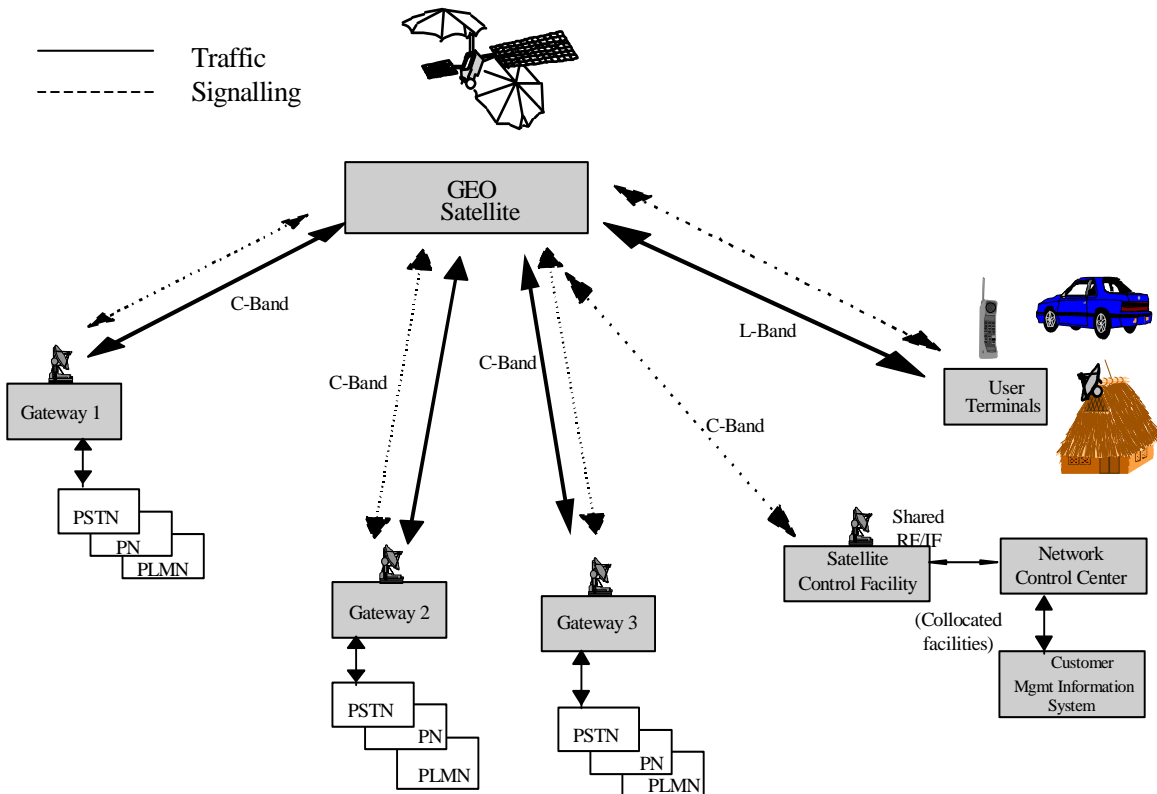 Traffic
Signalling
GEO
Satellite
C-Band
L-Band
C-Band
C-Band
C-Band
User
Terminals
Gateway 1
PSTN
PN
PLMN
Shared
RF/IF
Satellite
Control Facility
Network
Control Center
Gateway 2
Gateway 3
(Collocated
facilities)
Customer
Mgmt Information
System
PSTN
PN
PLMN
PSTN
PN
PLMN